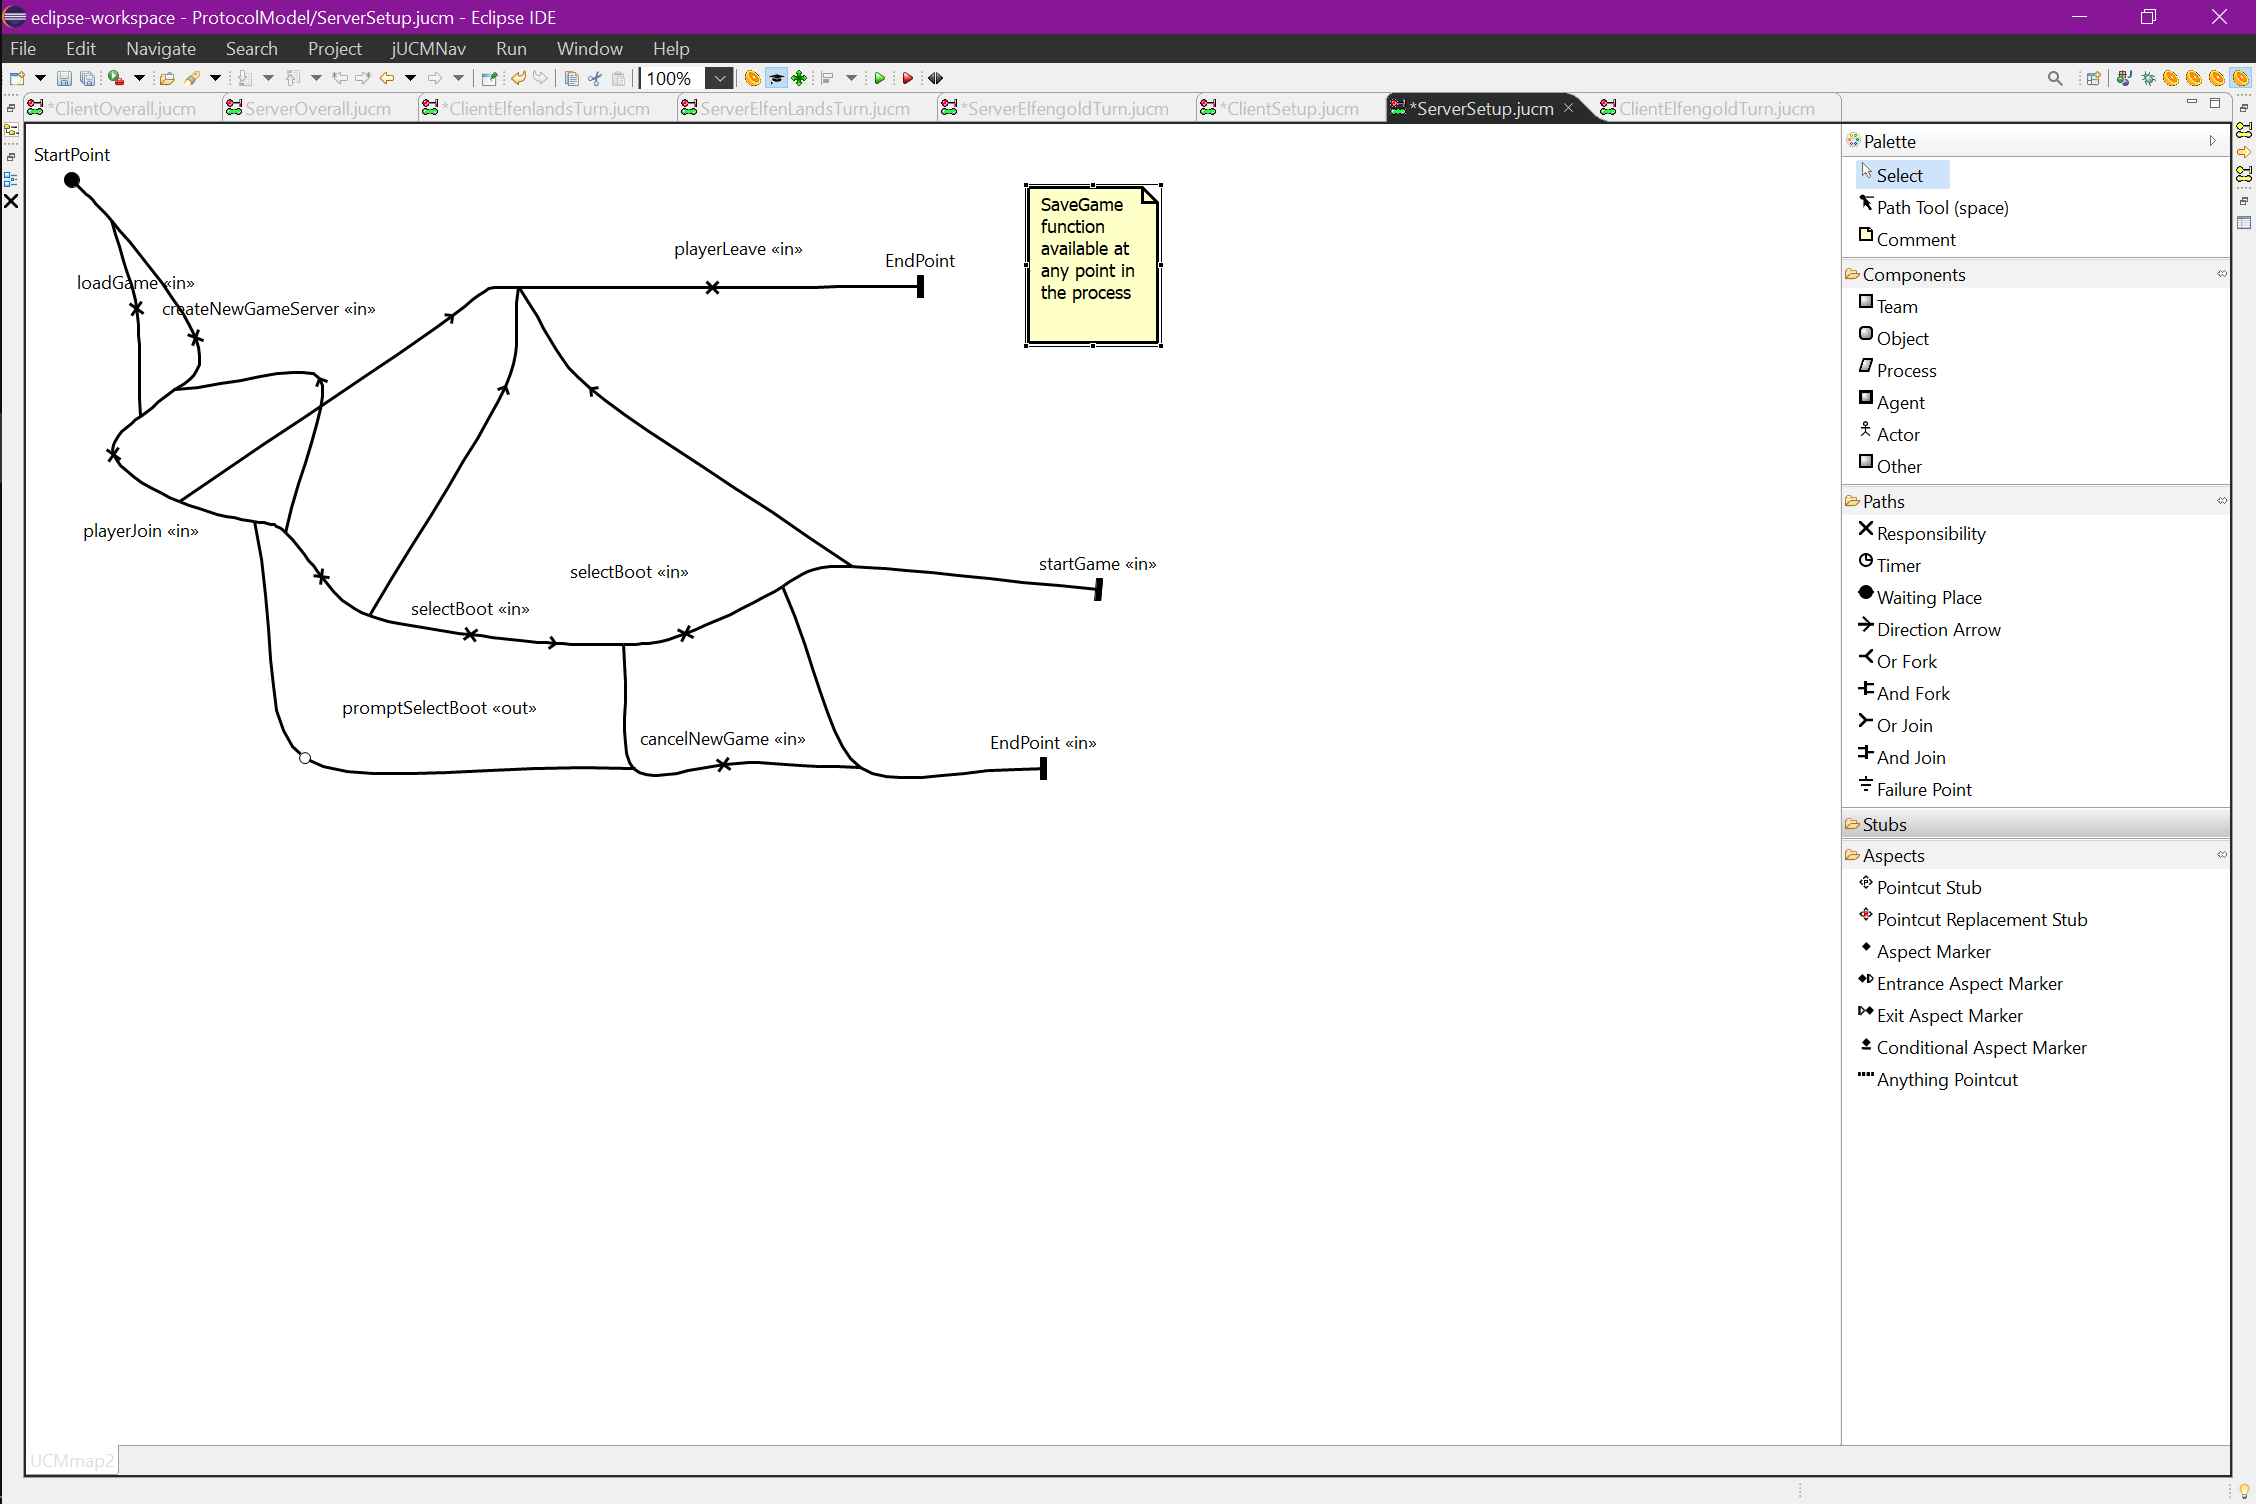 eclipse-workspace - ProtocolModel/ServerSetup.jucm - Eclipse IDE
File Edit Navigate Search Project jUCMNav Run Window Help
100%
*ClientOverall.jucm ServerOverall.jucm *ClientElfenlandsTurn.jucm ServerElfenLandsTurn.jucm *ServerElfengoldTurn.jucm *ClientSetup.jucm *ServerSetup.jucm ClientElfengoldTurn.jucm
StartPoint
loadGame «in»
createNewGameServer «in»
playerLeave «in»
EndPoint
SaveGame
function
available at
any point in
the process
playerJoin «in»
selectBoot «in»
startGame «in»
selectBoot «in»
promptSelectBoot «out»
cancelNewGame «in»
EndPoint «in»
Palette
Select
Path Tool (space)
Comment
Components
Team
Object
Process
Agent
Actor
Other
Paths
Responsibility
Timer
Waiting Place
Direction Arrow
Or Fork
And Fork
Or Join
And Join
Failure Point
Stubs
Aspects
Pointcut Stub
Pointcut Replacement Stub
Aspect Marker
Entrance Aspect Marker
Exit Aspect Marker
Conditional Aspect Marker
Anything Pointcut
UCMmap2